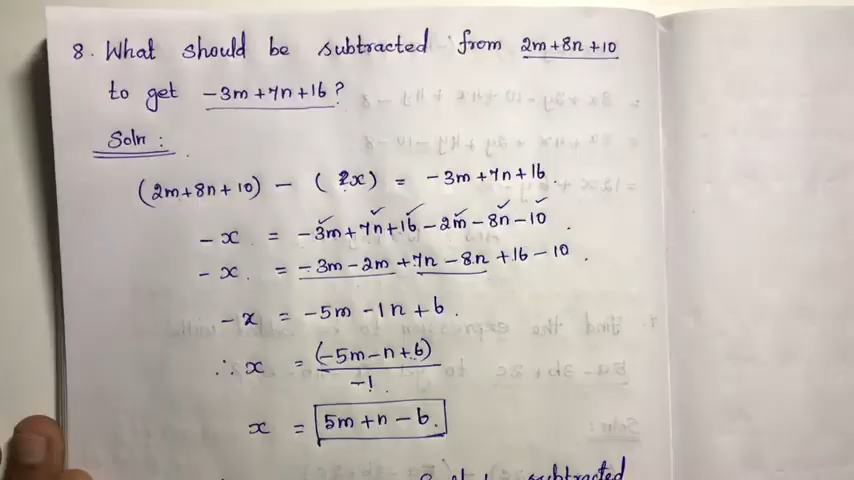 8. What should be subtracted from 2m+8n+10
to get -3m+7n+16?
Soln :
(2m+8n+10) - ( x) = -3m+7n+16.
-x = -3m+7n+16-2m-8n-10.
-x = -3m-2m+7n-8n+16-10.
-x = -5m-1n+6.
∴ x = (-5m-n+6)
-1.
x = 5m+n-6.
subtracted